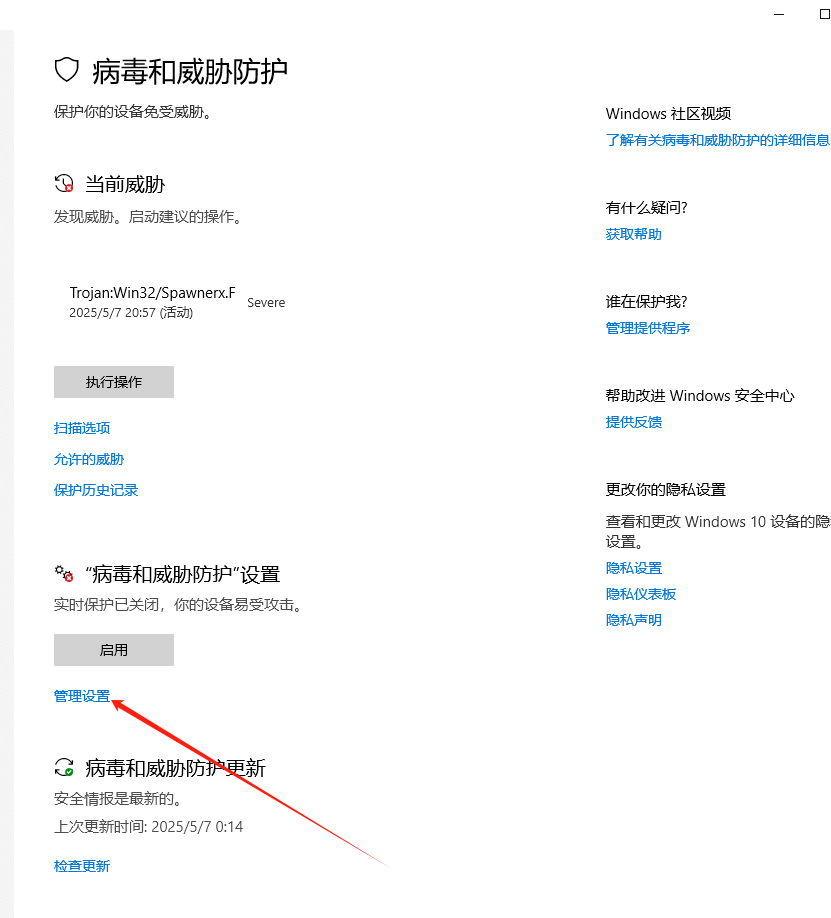 病毒和威胁防护
保护你的设备免受威胁。
当前威胁
发现威胁。启动建议的操作。
Trojan:Win32/Spawnerx.F
2025/5/7 20:57 (活动)
Severe
执行操作
扫描选项
允许的威胁
保护历史记录
“病毒和威胁防护”设置
实时保护已关闭，你的设备易受攻击。
启用
管理设置
病毒和威胁防护更新
安全情报是最新的。
上次更新时间: 2025/5/7 0:14
检查更新
Windows 社区视频
了解有关病毒和威胁防护的详细信息
有什么疑问?
获取帮助
谁在保护我?
管理提供程序
帮助改进 Windows 安全中心
提供反馈
更改你的隐私设置
查看和更改 Windows 10 设备的隐
设置。
隐私设置
隐私仪表板
隐私声明